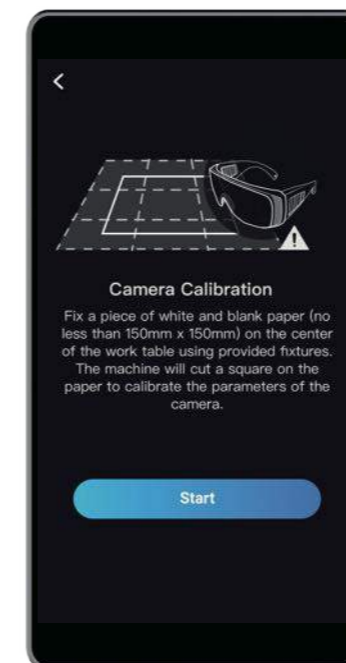 Camera Calibration
Fix a piece of white and blank paper (no
less than 150mm x 150mm) on the center
of the work table using provided fixtures.
The machine will cut a square on the
paper to calibrate the parameters of the
camera.
Start